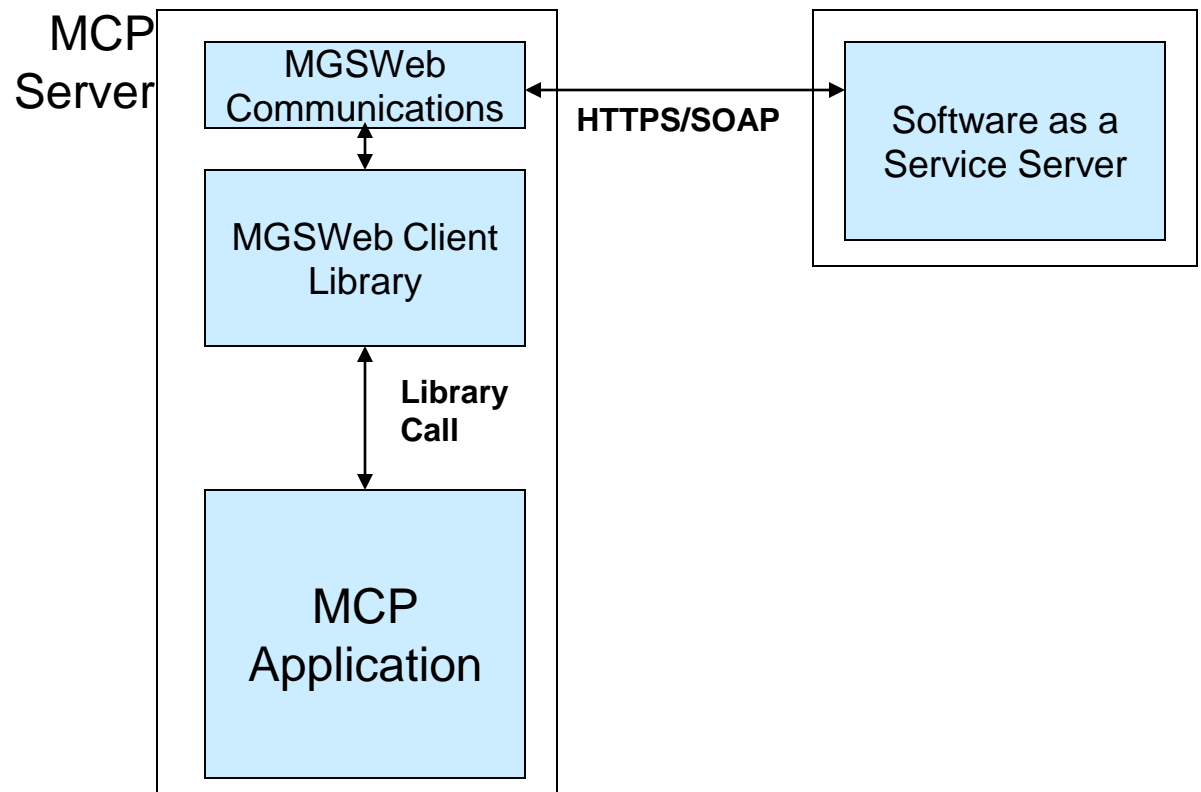 MCP
Server
MGSWeb
Communications
HTTPS/SOAP
Software as a
Service Server
MGSWeb Client
Library
Library
Call
MCP
Application